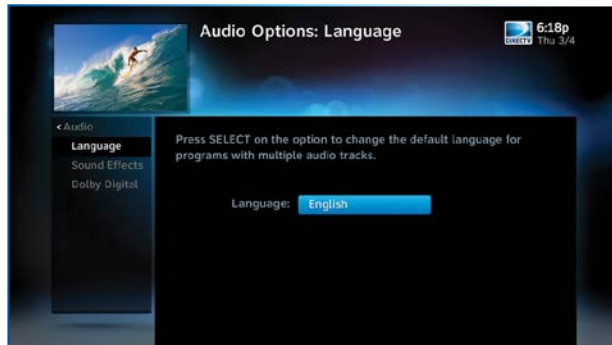 Audio Options: Language
DIRECTV
6:18p
Thu 3/4
<Audio
Language
Sound Effects
Dolby Digital
Press SELECT on the option to change the default language for
programs with multiple audio tracks.
Language: English